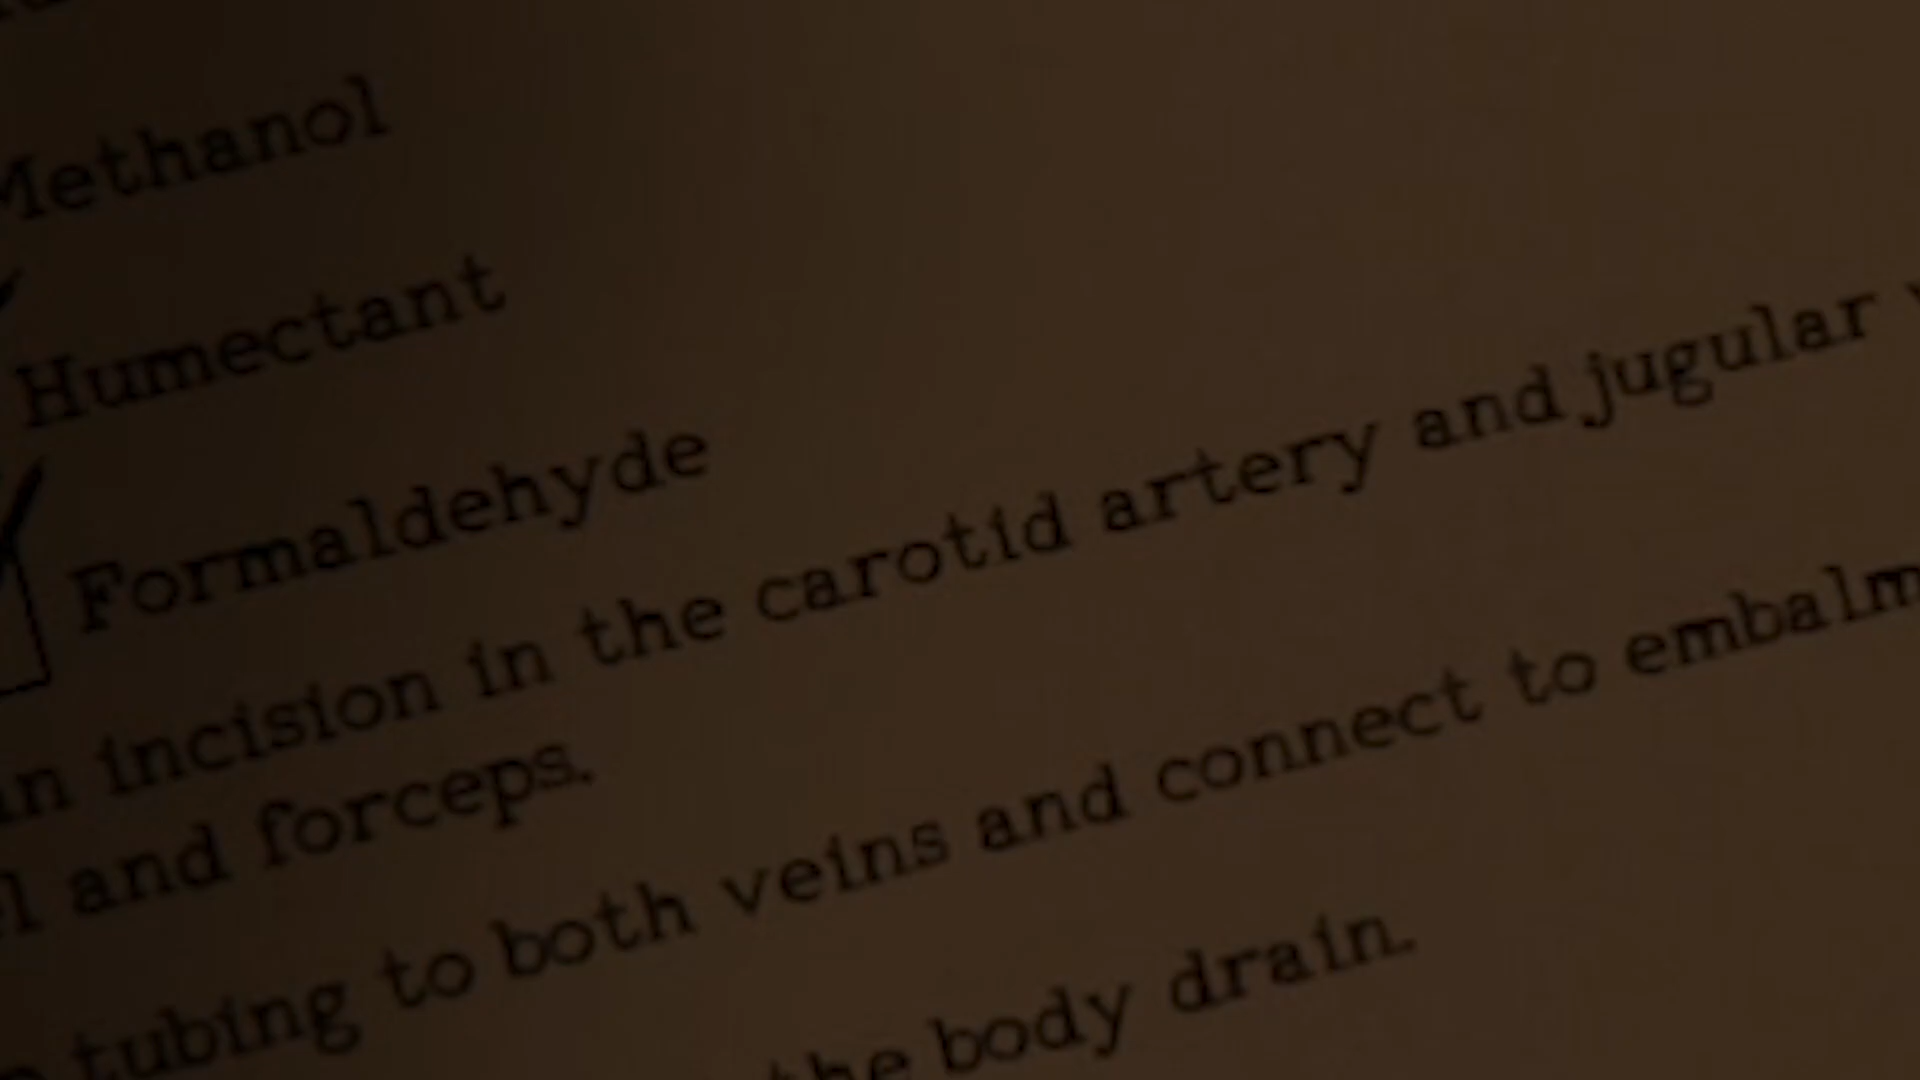 Methanol
Humectant
Formaldehyde
incision in the carotid artery and jugular
and forceps.
tubing to both veins and connect to embalm
the body drain.